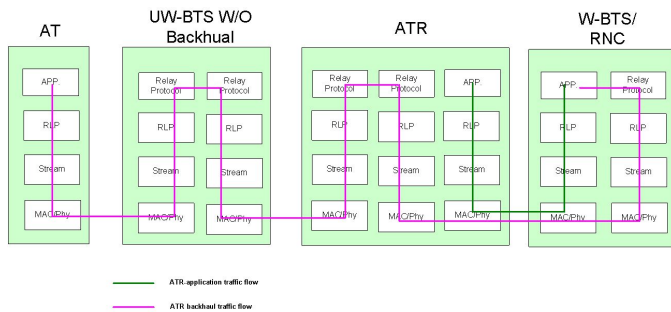 AT
UW-BTS W/O
Backhual
ATR
W-BTS/
RNC
APP.
Relay
Protocol
Relay
Protocol
Relay
Protocol
Relay
Protocol
APP.
APP.
Relay
Protocol
RLP
RLP
RLP
RLP
RLP
RLP
RLP
RLP
Stream
Stream
Stream
Stream
Stream
Stream
Stream
Stream
MAC/Phy
MAC/Phy
MAC/Phy
MAC/Phy
MAC/Phy
MAC/Phy
MAC/Phy
MAC/Phy
ATR-application traffic flow
ATR backhaul traffic flow